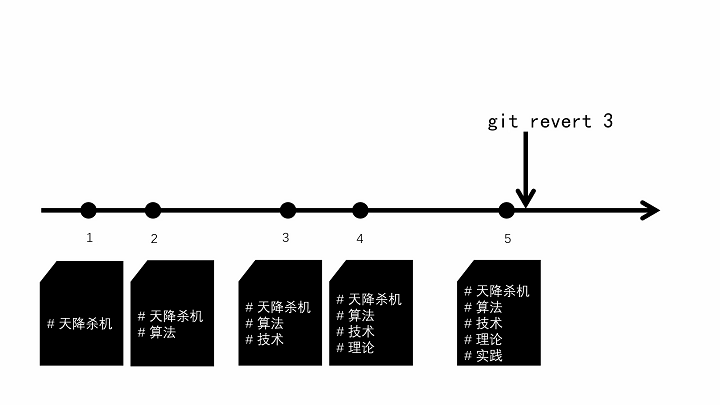 git revert 3
1
2
3
4
5
# 天降杀机
# 天降杀机
# 算法
# 天降杀机
# 算法
# 技术
# 天降杀机
# 算法
# 技术
# 理论
# 天降杀机
# 算法
# 技术
# 理论
# 实践